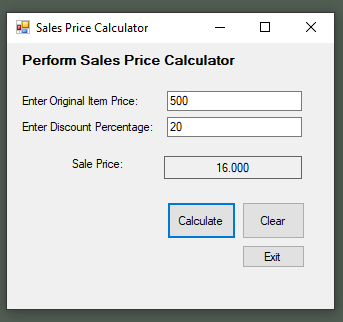 Sales Price Calculator
Perform Sales Price Calculator
Enter Original Item Price: 500
Enter Discount Percentage: 20
Sale Price: 16.000
Calculate Clear
Exit